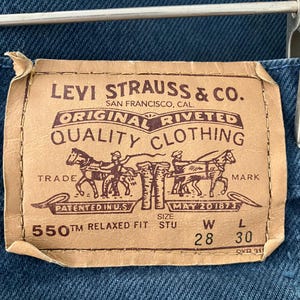 LEVI STRAUSS & CO.
SAN FRANCISCO, CAL.
ORIGINAL RIVETED
QUALITY CLOTHING
TRADE MARK
PATENTED IN U.S. MAY 20 1873
SIZE
550™ RELAXED FIT STU W L
28 30